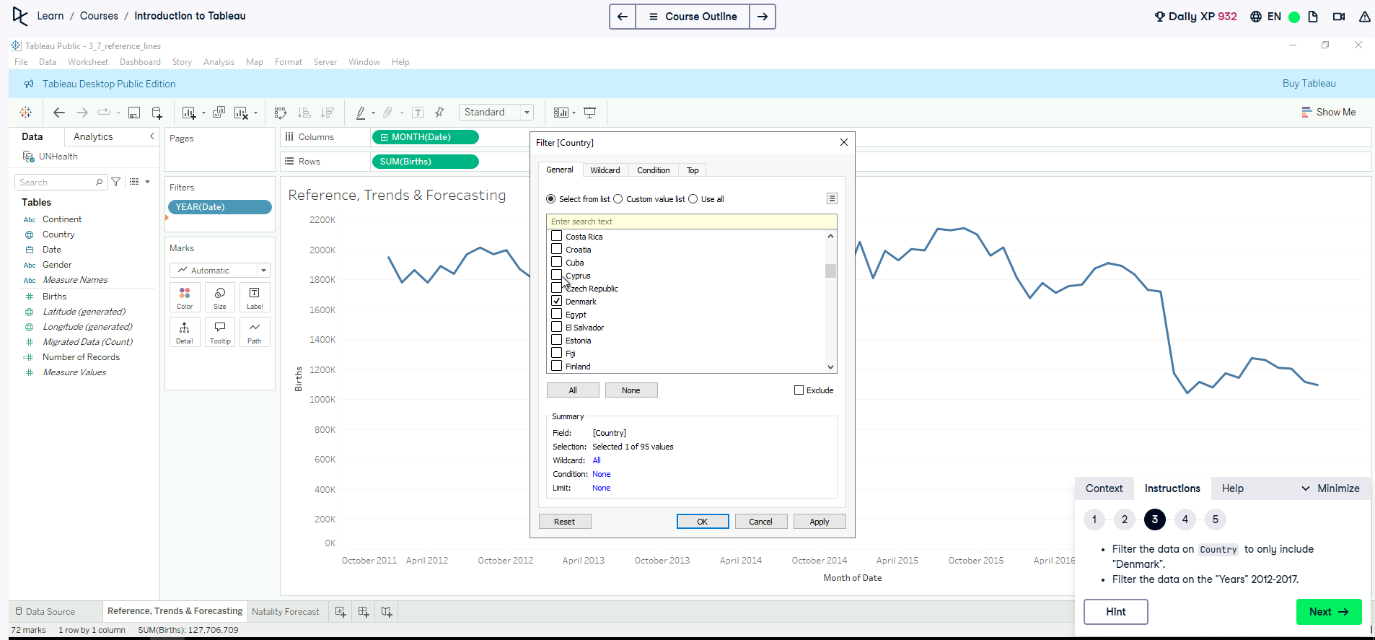 Learn / Courses / Introduction to Tableau
Course Outline
Daily XP 932
EN
Tableau Public - 3_7_reference_lines
File Data Worksheet Dashboard Story Analysis Map Format Server Window Help
Tableau Desktop Public Edition
Buy Tableau
Standard
Show Me
Data Analytics
UNHealth
Search
Tables
Abc Continent
Country
Date
Abc Gender
Abc Measure Names
# Births
Latitude (generated)
Longitude (generated)
# Migrated Data (Count)
=# Number of Records
# Measure Values
Pages
Filters
YEAR(Date)
Marks
Automatic
Color Size Label
Detail Tooltip Path
Columns MONTH(Date)
Rows SUM(Births)
Reference, Trends & Forecasting
Births
2200K
2000K
1800K
1600K
1400K
1200K
1000K
800K
600K
400K
200K
0K
October 2011 April 2012 October 2012 April 2013 October 2013 April 2014 October 2014 April 2015 October 2015 April 2016
Month of Date
Filter [Country]
General Wildcard Condition Top
Select from list Custom value list Use all
Enter search text
Costa Rica
Croatia
Cuba
Cyprus
Czech Republic
Denmark
Egypt
El Salvador
Estonia
Fiji
Finland
All None Exclude
Summary
Field: [Country]
Selection: Selected 1 of 95 values
Wildcard: All
Condition: None
Limit: None
Reset OK Cancel Apply
Context Instructions Help Minimize
1 2 3 4 5
• Filter the data on Country to only include
"Denmark".
• Filter the data on the "Years" 2012-2017.
Hint Next
Data Source Reference, Trends & Forecasting Natality Forecast
72 marks 1 row by 1 column SUM(Births): 127,706,709